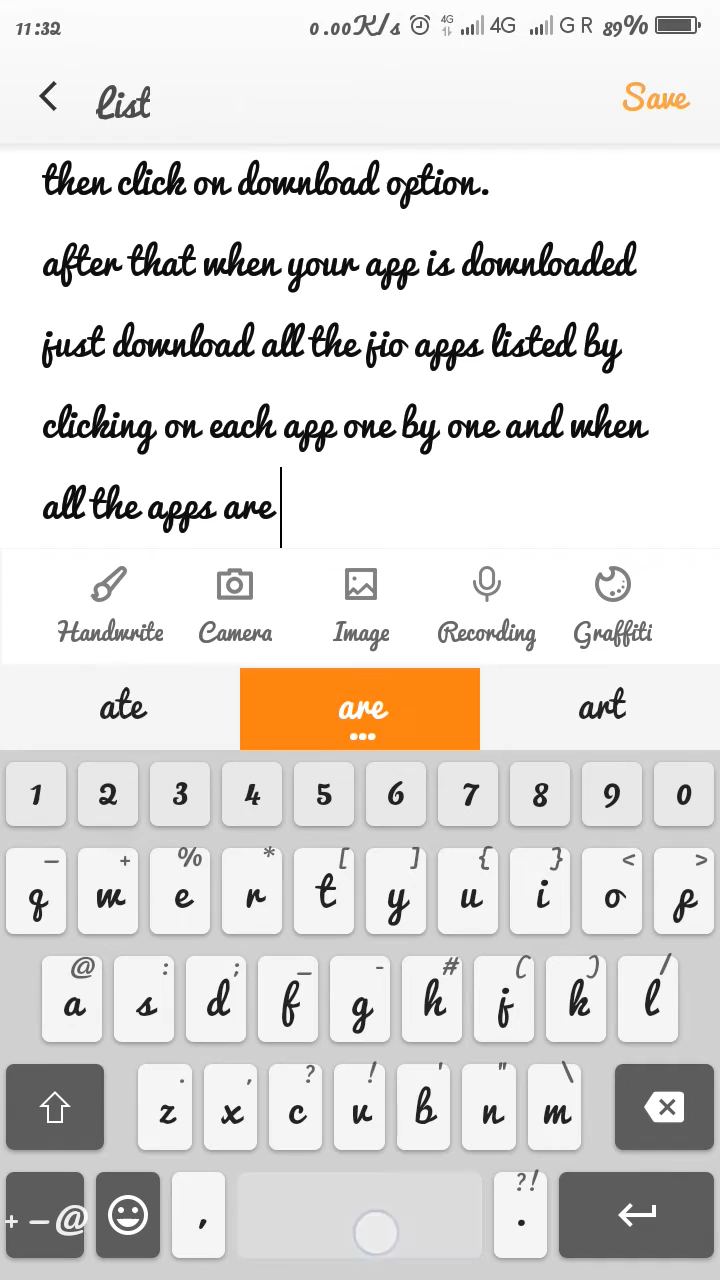 11:32 0.00K/s 4G 4G G R 89%
List Save
then click on download option.
after that when your app is downloaded
just download all the jio apps listed by
clicking on each app one by one and when
all the apps are
Handwrite Camera Image Recording Graffiti
ate are art
1 2 3 4 5 6 7 8 9 0
– + % * [ ] { } < >
q w e r t y u i o p
@ : ; _ - # ( ) /
a s d f g h j k l
. , ? ! ' " \
z x c v b n m
?!
+ – @ , .